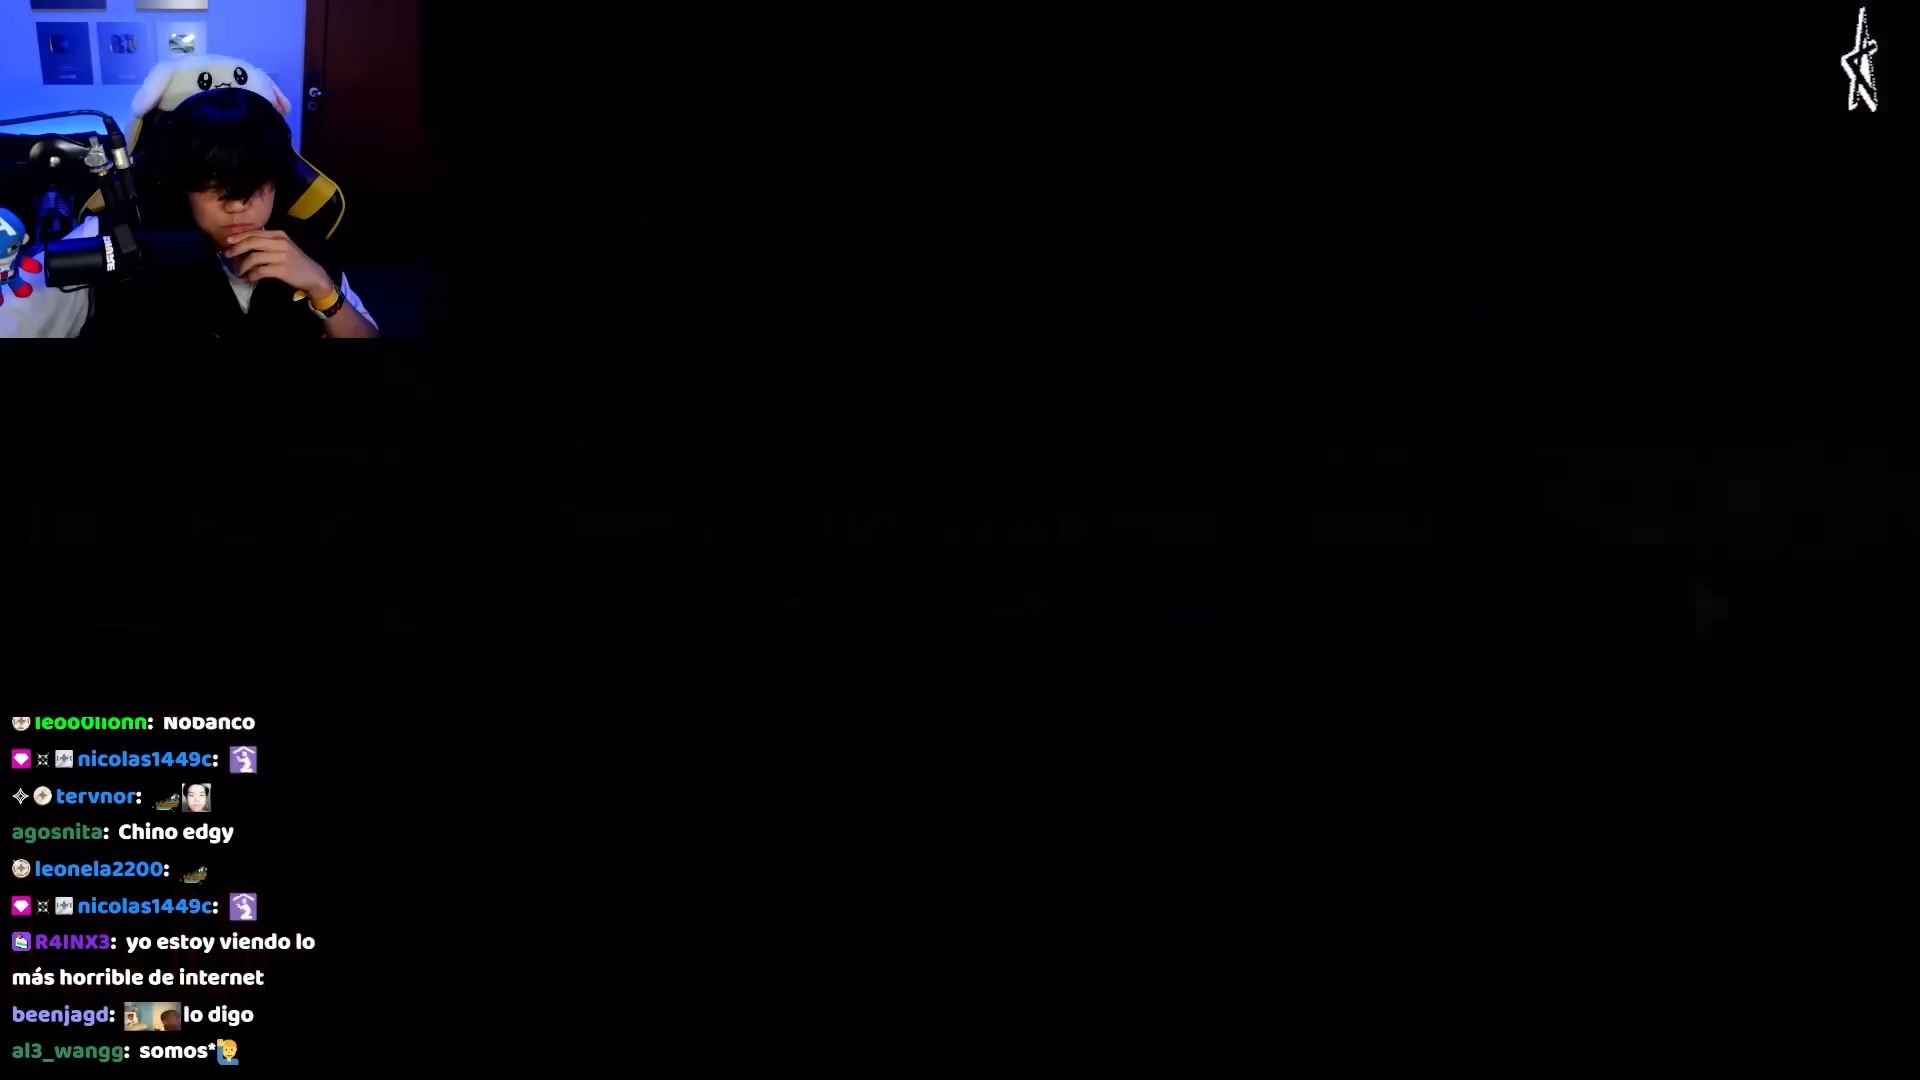 leoo0lionn: NoBanco
nicolas1449c:
tervnor:
agosnita: Chino edgy
leonela2200:
nicolas1449c:
R4INX3: yo estoy viendo lo
más horrible de internet
beenjagd: lo digo
al3_wangg: somos*